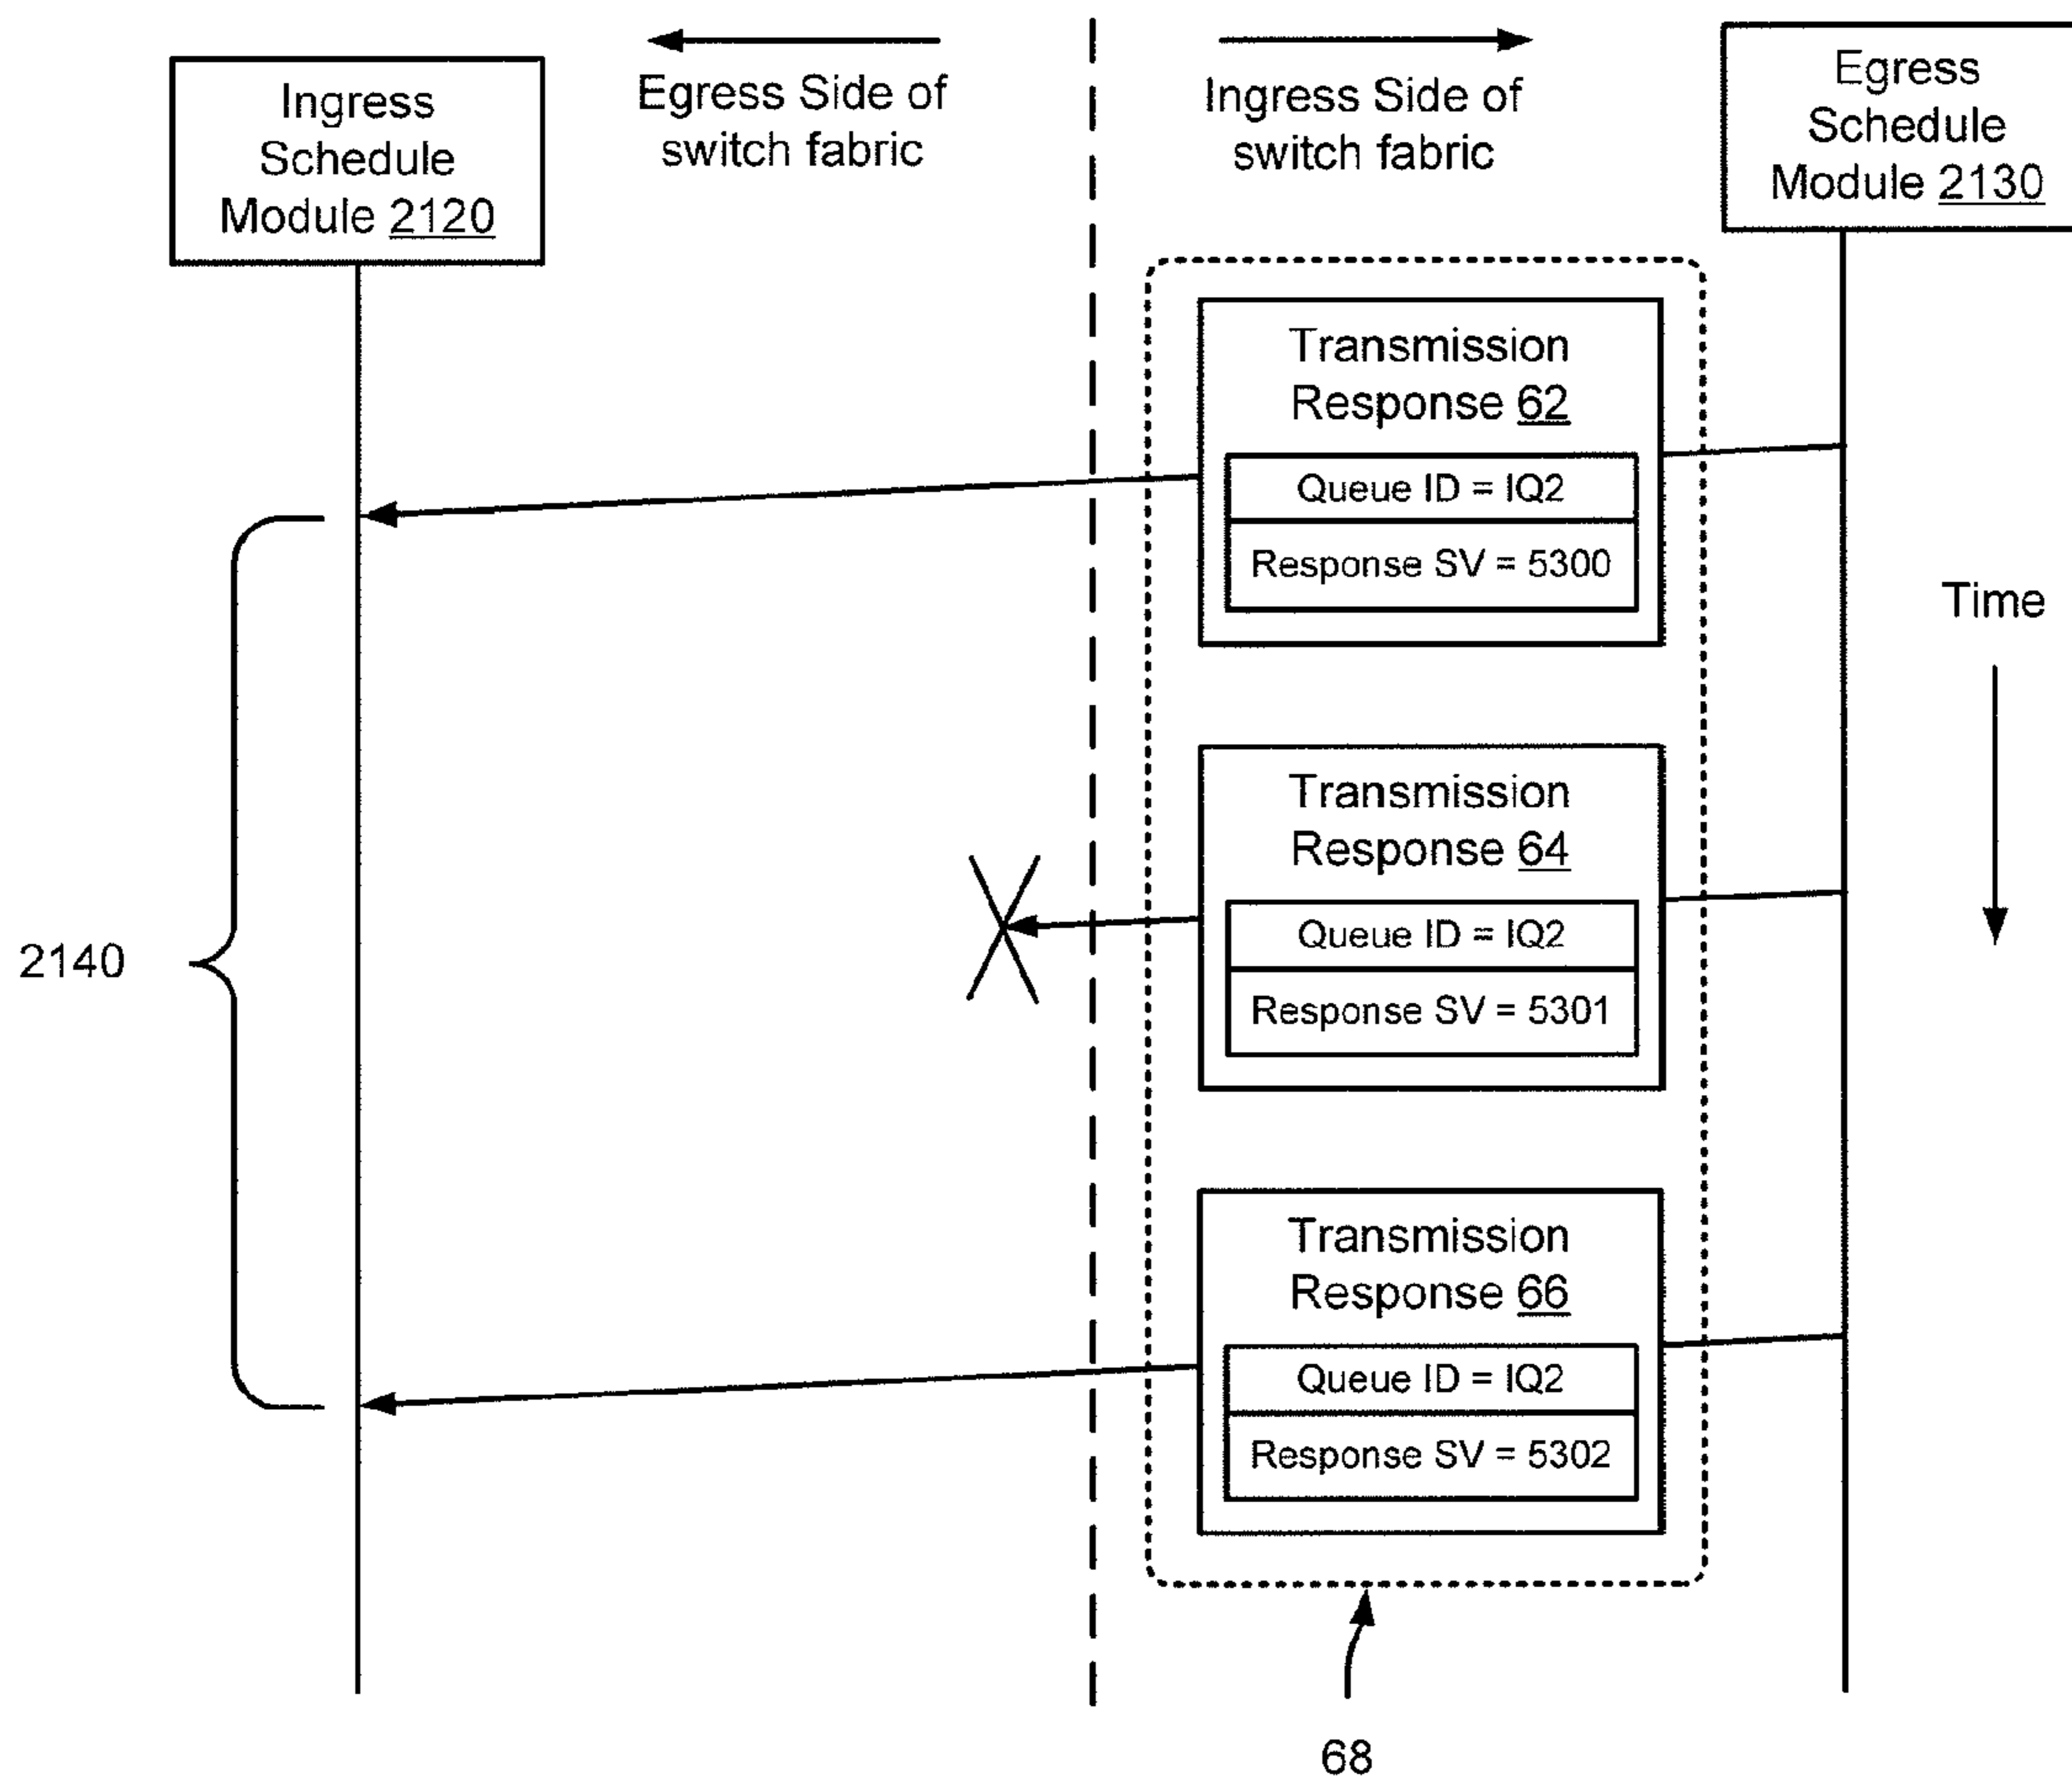 Ingress
Schedule
Module 2120
Egress Side of
switch fabric
Ingress Side of
switch fabric
Egress
Schedule
Module 2130
Transmission
Response 62
Queue ID = IQ2
Response SV = 5300
Time
Transmission
Response 64
Queue ID = IQ2
Response SV = 5301
2140
Transmission
Response 66
Queue ID = IQ2
Response SV = 5302
68